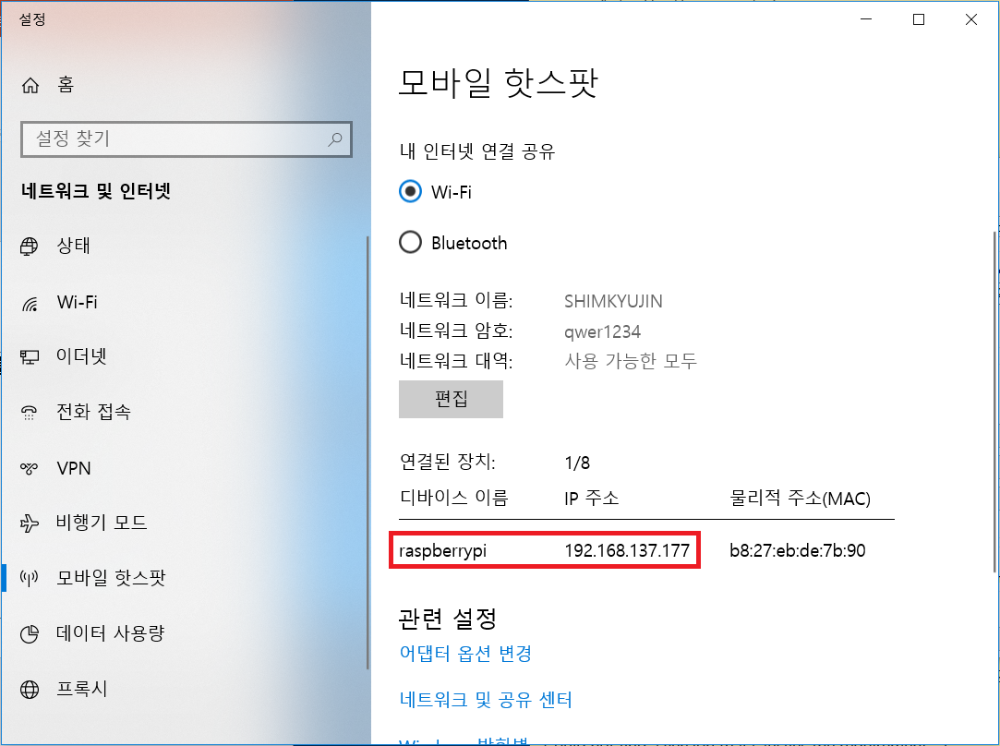 설정
홈
설정 찾기
네트워크 및 인터넷
상태
Wi-Fi
이더넷
전화 접속
VPN
비행기 모드
모바일 핫스팟
데이터 사용량
프록시
모바일 핫스팟
내 인터넷 연결 공유
Wi-Fi
Bluetooth
네트워크 이름: SHIMKYUJIN
네트워크 암호: qwer1234
네트워크 대역: 사용 가능한 모두
편집
연결된 장치: 1/8
디바이스 이름 IP 주소 물리적 주소(MAC)
raspberrypi 192.168.137.177 b8:27:eb:de:7b:90
관련 설정
어댑터 옵션 변경
네트워크 및 공유 센터
Windows 방화벽